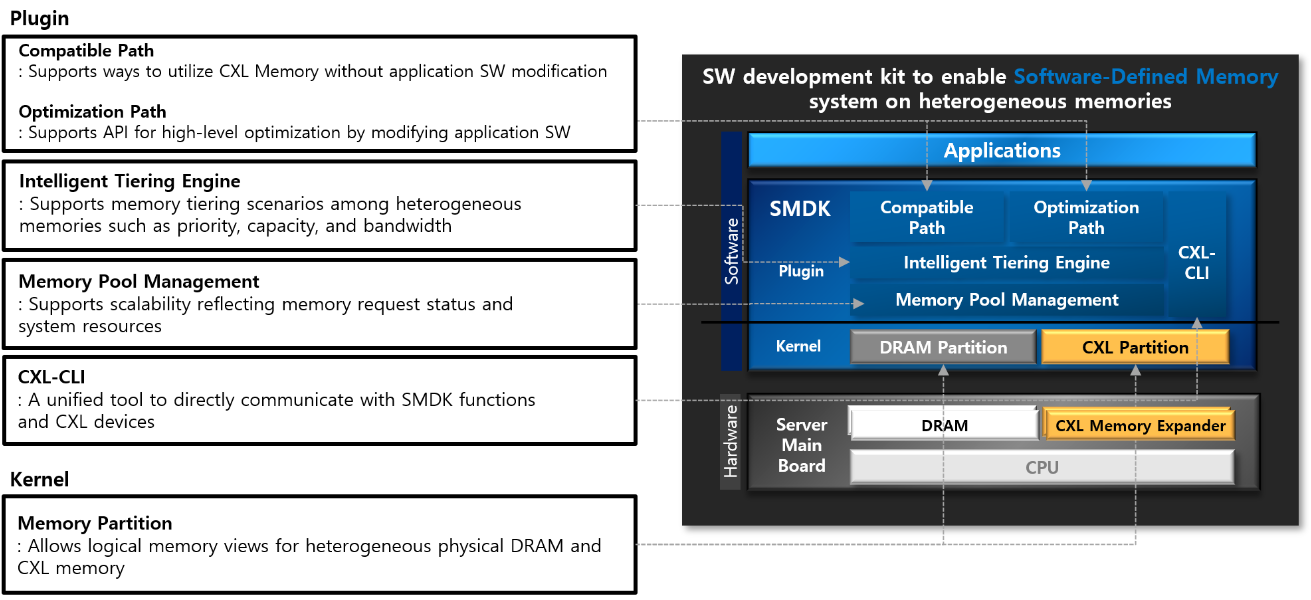 Plugin
Compatible Path
: Supports ways to utilize CXL Memory without application SW modification
Optimization Path
: Supports API for high-level optimization by modifying application SW
Intelligent Tiering Engine
: Supports memory tiering scenarios among heterogeneous
memories such as priority, capacity, and bandwidth
Memory Pool Management
: Supports scalability reflecting memory request status and
system resources
CXL-CLI
: A unified tool to directly communicate with SMDK functions
and CXL devices
Kernel
Memory Partition
: Allows logical memory views for heterogeneous physical DRAM and
CXL memory
SW development kit to enable Software-Defined Memory
system on heterogeneous memories
Software
Applications
SMDK
Compatible
Path
Optimization
Path
CXL-
CLI
Plugin
Intelligent Tiering Engine
Memory Pool Management
Kernel
DRAM Partition
CXL Partition
Hardware
Server
Main
Board
DRAM
CXL Memory Expander
CPU